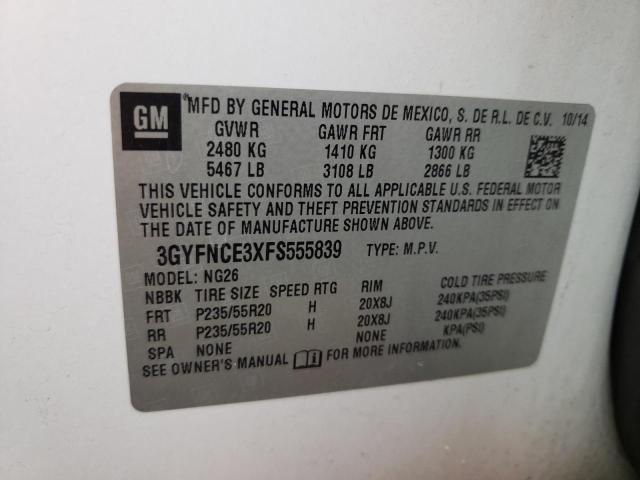 GM
MFD BY GENERAL MOTORS DE MEXICO, S. DE R.L. DE C.V. 10/14
GVWR GAWR FRT GAWR RR
2480 KG 1410 KG 1300 KG
5467 LB 3108 LB 2866 LB
THIS VEHICLE CONFORMS TO ALL APPLICABLE U.S. FEDERAL MOTOR
VEHICLE SAFETY AND THEFT PREVENTION STANDARDS IN EFFECT ON
THE DATE OF MANUFACTURE SHOWN ABOVE.
3GYFNCE3XFS555839 TYPE: M.P.V.
MODEL: NG26
NBBK TIRE SIZE SPEED RTG RIM COLD TIRE PRESSURE
FRT P235/55R20 H 20X8J 240KPA(35PSI)
RR P235/55R20 H 20X8J 240KPA(35PSI)
SPA NONE NONE KPA(PSI)
SEE OWNER'S MANUAL FOR MORE INFORMATION.